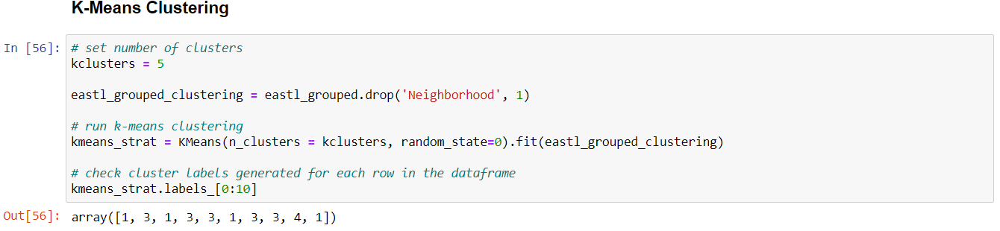 K-Means Clustering
In [56]: # set number of clusters
kclusters = 5
eastl_grouped_clustering = eastl_grouped.drop('Neighborhood', 1)
# run k-means clustering
kmeans_strat = KMeans(n_clusters = kclusters, random_state=0).fit(eastl_grouped_clustering)
# check cluster labels generated for each row in the dataframe
kmeans_strat.labels_[0:10]
Out[56]: array([1, 3, 1, 3, 3, 1, 3, 3, 4, 1])